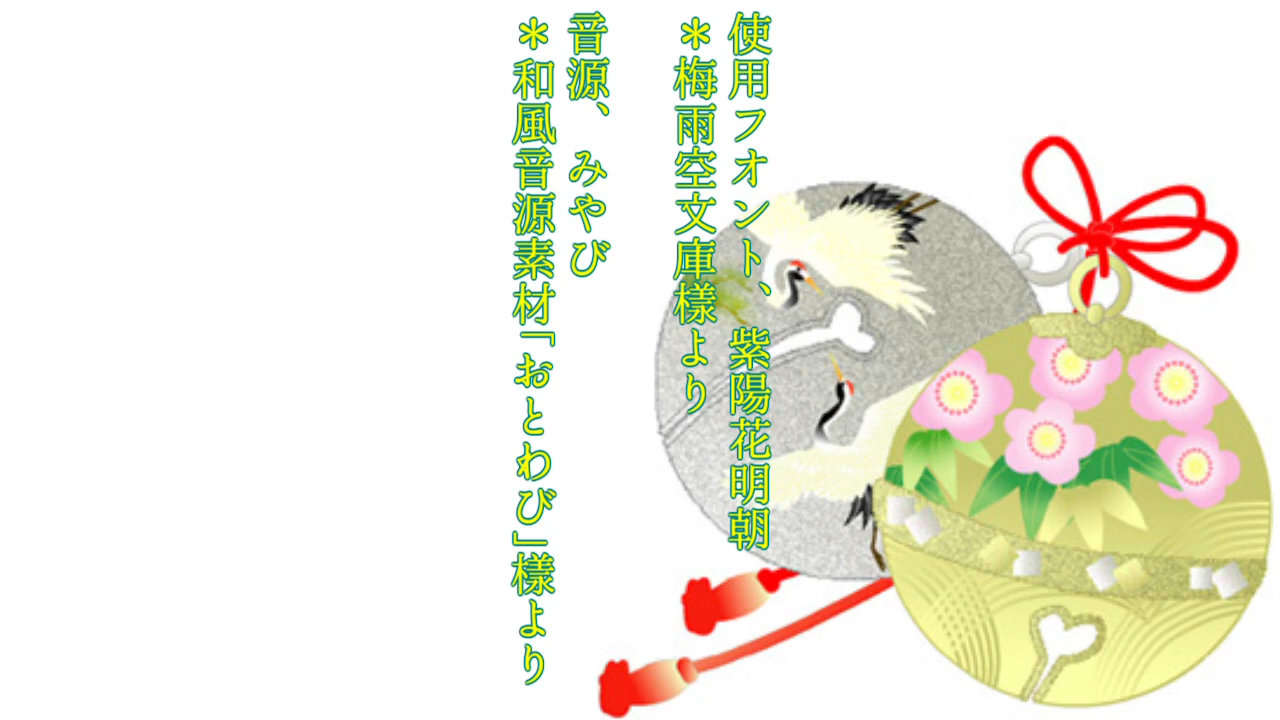 使用フォント、紫陽花明朝
＊梅雨空文庫様より
音源、みやび
＊和風音源素材「おとわび」様より